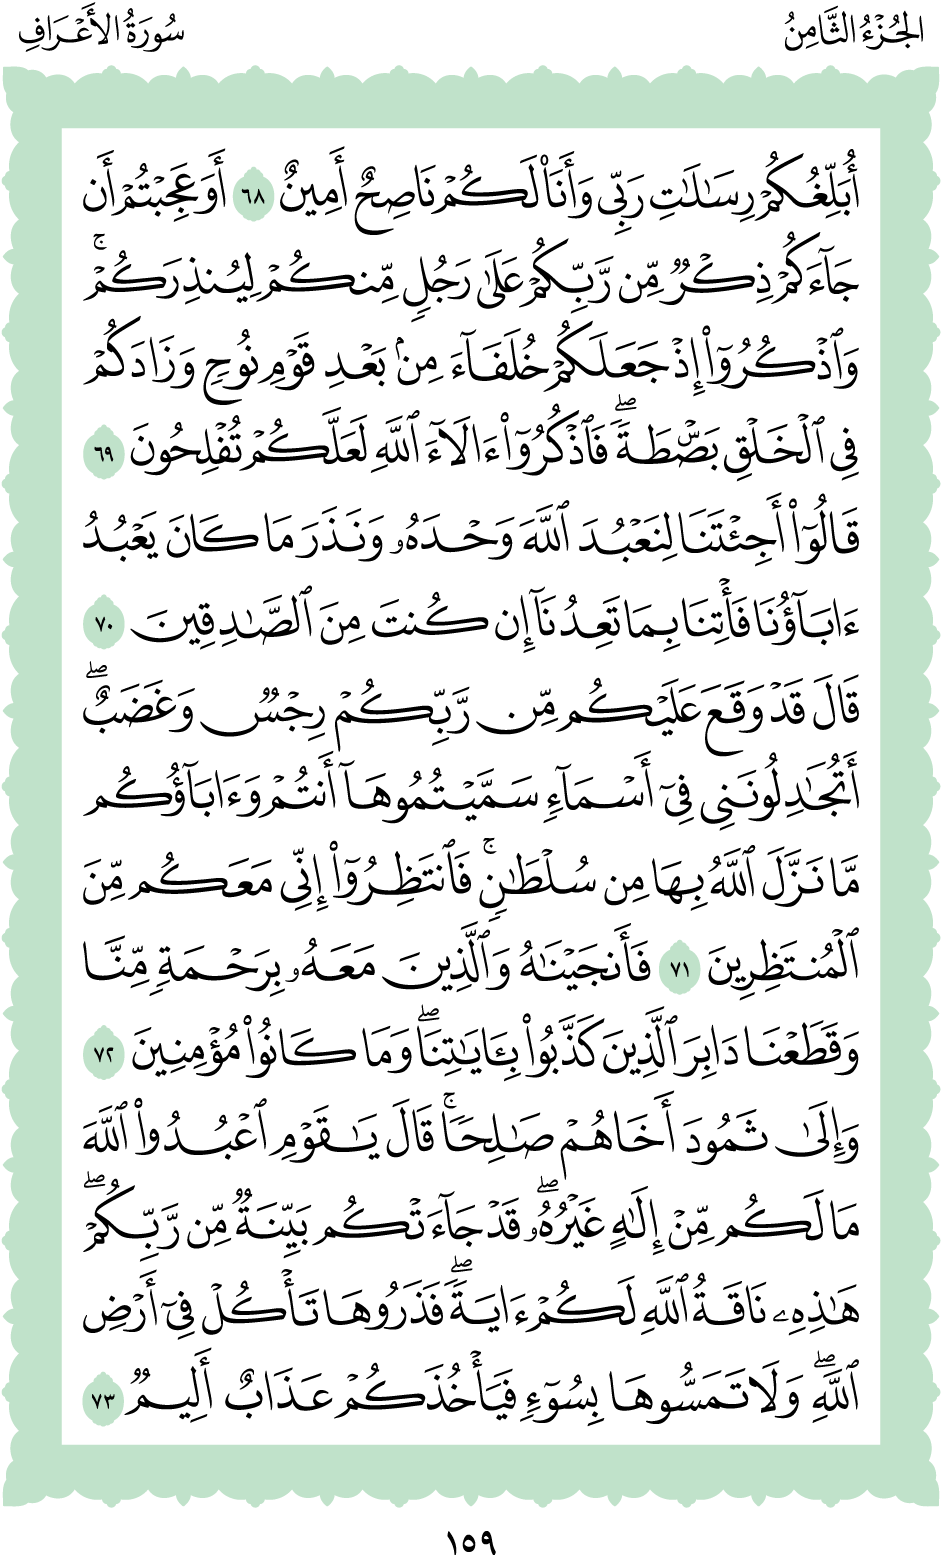 الجُزْءُ الثَّامِنُ
سُورَةُ الأَعْرَافِ
أُبَلِّغُكُمْ رِسَـٰلَـٰتِ رَبِّى وَأَنَا۠ لَكُمْ نَاصِحٌ أَمِينٌ ٦٨ أَوَعَجِبْتُمْ أَن
جَآءَكُمْ ذِكْرٌ مِّن رَّبِّكُمْ عَلَىٰ رَجُلٍ مِّنكُمْ لِيُنذِرَكُمْ ۚ
وَٱذْكُرُوٓا۟ إِذْ جَعَلَكُمْ خُلَفَآءَ مِنۢ بَعْدِ قَوْمِ نُوحٍ وَزَادَكُمْ
فِى ٱلْخَلْقِ بَصْۜطَةً ۖ فَٱذْكُرُوٓا۟ ءَالَآءَ ٱللَّهِ لَعَلَّكُمْ تُفْلِحُونَ ٦٩
قَالُوٓا۟ أَجِئْتَنَا لِنَعْبُدَ ٱللَّهَ وَحْدَهُۥ وَنَذَرَ مَا كَانَ يَعْبُدُ
ءَابَآؤُنَا فَأْتِنَا بِمَا تَعِدُنَآ إِن كُنتَ مِنَ ٱلصَّـٰدِقِينَ ٧٠
قَالَ قَدْ وَقَعَ عَلَيْكُم مِّن رَّبِّكُمْ رِجْسٌ وَغَضَبٌ ۖ
أَتُجَـٰدِلُونَنِى فِىٓ أَسْمَآءٍ سَمَّيْتُمُوهَآ أَنتُمْ وَءَابَآؤُكُم
مَّا نَزَّلَ ٱللَّهُ بِهَا مِن سُلْطَـٰنٍ ۚ فَٱنتَظِرُوٓا۟ إِنِّى مَعَكُم مِّنَ
ٱلْمُنتَظِرِينَ ٧١ فَأَنجَيْنَـٰهُ وَٱلَّذِينَ مَعَهُۥ بِرَحْمَةٍ مِّنَّا
وَقَطَعْنَا دَابِرَ ٱلَّذِينَ كَذَّبُوا۟ بِـَٔايَـٰتِنَا ۖ وَمَا كَانُوا۟ مُؤْمِنِينَ ٧٢
وَإِلَىٰ ثَمُودَ أَخَاهُمْ صَـٰلِحًا ۚ قَالَ يَـٰقَوْمِ ٱعْبُدُوا۟ ٱللَّهَ
مَا لَكُم مِّنْ إِلَـٰهٍ غَيْرُهُۥ ۖ قَدْ جَآءَتْكُم بَيِّنَةٌ مِّن رَّبِّكُمْ ۖ
هَـٰذِهِۦ نَاقَةُ ٱللَّهِ لَكُمْ ءَايَةً ۖ فَذَرُوهَا تَأْكُلْ فِىٓ أَرْضِ
ٱللَّهِ ۖ وَلَا تَمَسُّوهَا بِسُوٓءٍ فَيَأْخُذَكُمْ عَذَابٌ أَلِيمٌ ٧٣
١٥٩